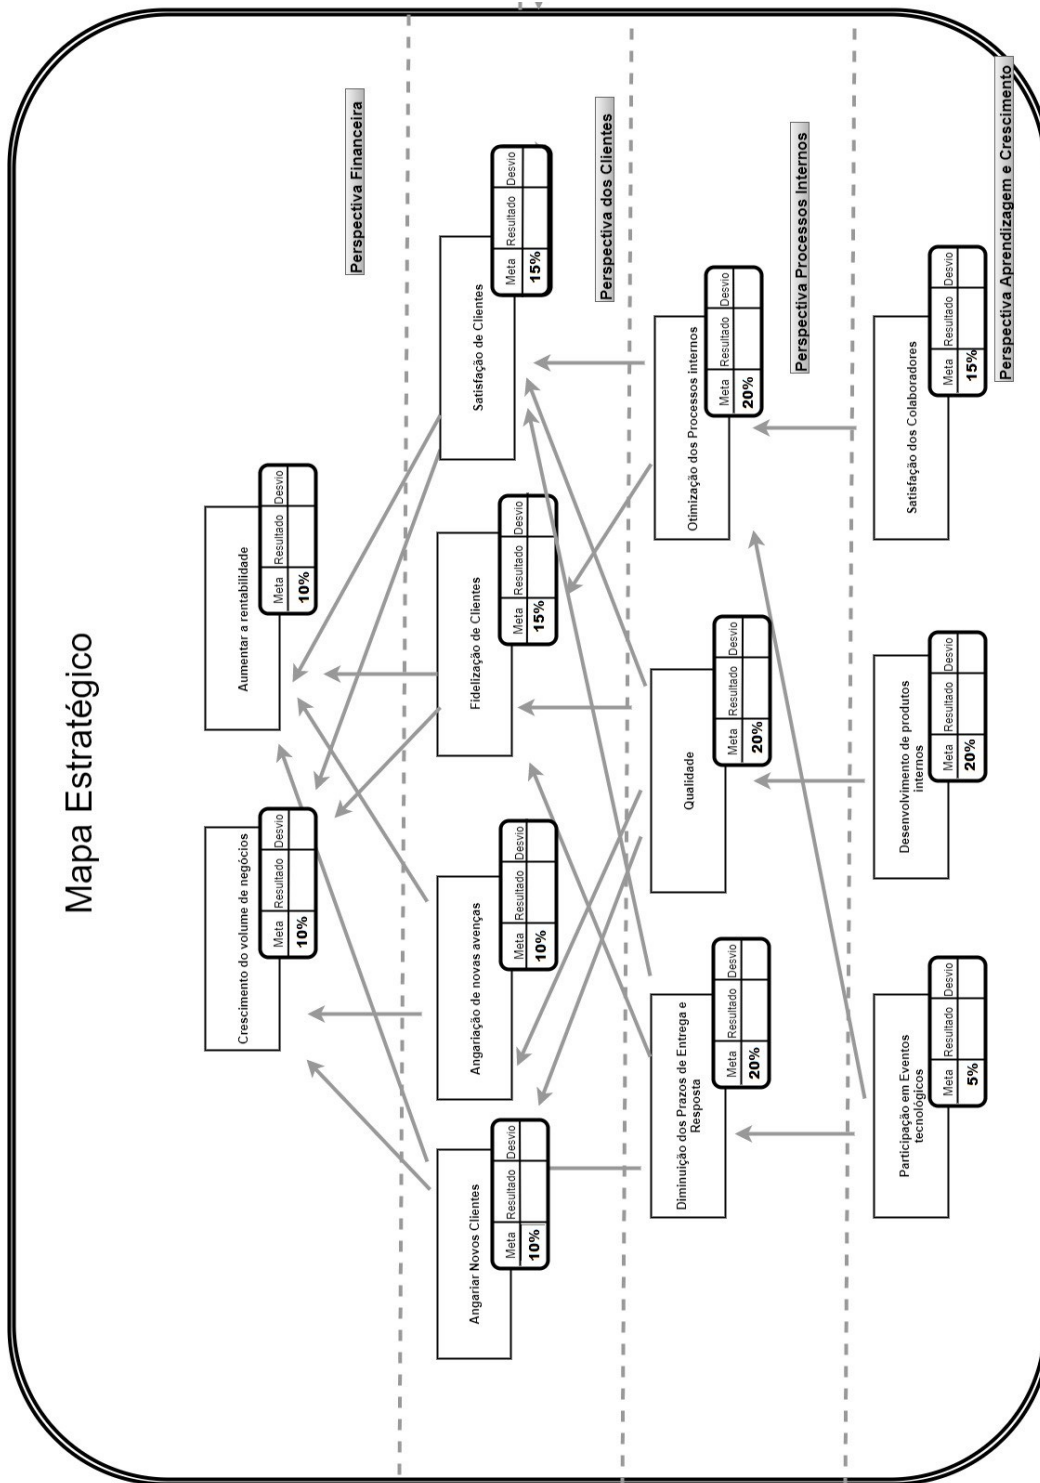 Mapa Estratégico
Crescimento do volume de negócios
Meta Resultado Desvio
10%
Aumentar a rentabilidade
Meta Resultado Desvio
10%
Perspectiva Financeira
Angariar Novos Clientes
Meta Resultado Desvio
10%
Angariação de novas avenças
Meta Resultado Desvio
10%
Fidelização de Clientes
Meta Resultado Desvio
15%
Satisfação de Clientes
Meta Resultado Desvio
15%
Perspectiva dos Clientes
Diminuição dos Prazos de Entrega e
Resposta
Meta Resultado Desvio
20%
Qualidade
Meta Resultado Desvio
20%
Otimização dos Processos internos
Meta Resultado Desvio
20%
Perspectiva Processos Internos
Participação em Eventos
tecnológicos
Meta Resultado Desvio
5%
Desenvolvimento de produtos
internos
Meta Resultado Desvio
20%
Satisfação dos Colaboradores
Meta Resultado Desvio
15%
Perspectiva Aprendizagem e Crescimento